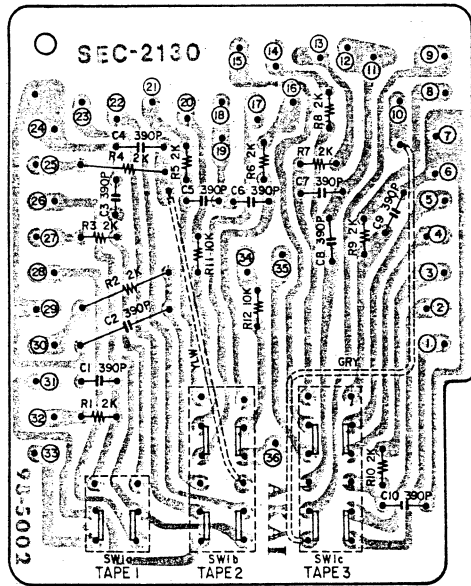 SEC-2130
15
14
13
12
11
9
8
23
22
21
20
18
17
16
10
24
C4 390P
R4 2K
R5 2K
19
R6 2K
R8 2K
R7 2K
7
25
6
26
C3 390P
C5 390P
C6 390P
C7 390P
C9 390P
5
27
R3 2K
R11 10K
C8 390P
R9 2K
4
28
34
35
3
R2 2K
29
C2 390P
R12 10K
2
30
YLW
GRY
1
31
C1 390P
32
R1 2K
33
36
R10 2K
C10 390P
98-5002
AKAI
SW1a
SW1b
SW1c
TAPE 1
TAPE 2
TAPE 3